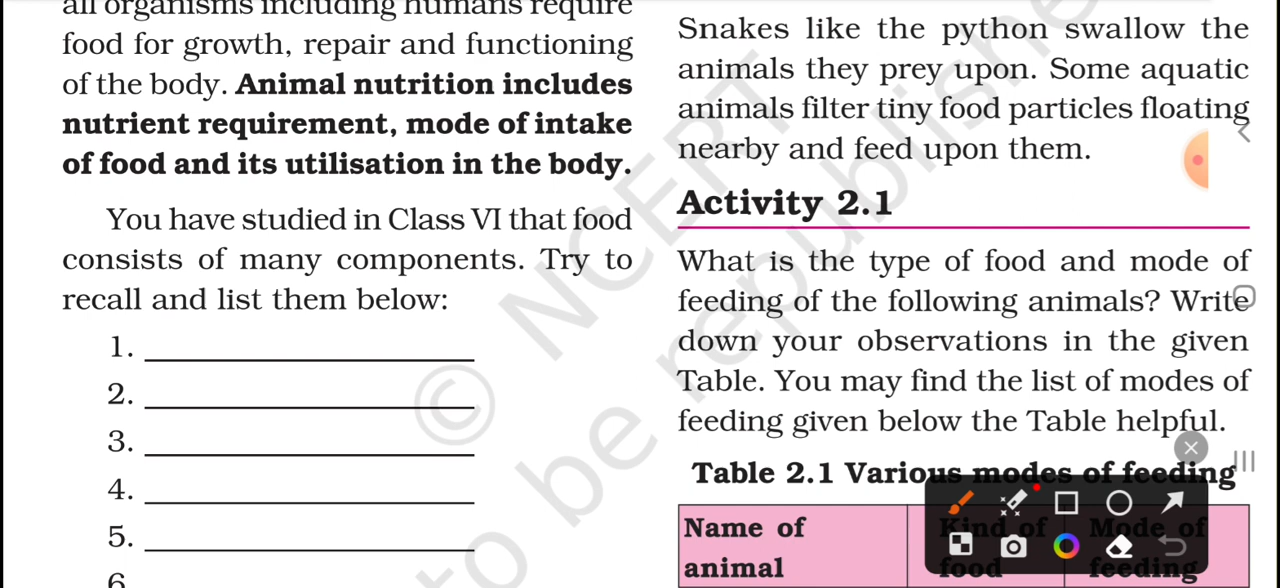 all organisms including humans require
food for growth, repair and functioning
of the body. Animal nutrition includes
nutrient requirement, mode of intake
of food and its utilisation in the body.
You have studied in Class VI that food
consists of many components. Try to
recall and list them below:
1.
2.
3.
4.
5.
6
Snakes like the python swallow the
animals they prey upon. Some aquatic
animals filter tiny food particles floating
nearby and feed upon them.
Activity 2.1
What is the type of food and mode of
feeding of the following animals? Write
down your observations in the given
Table. You may find the list of modes of
feeding given below the Table helpful.
Table 2.1 Various modes of feeding
Name of
animal
Kind of
food
Mode of
feeding
© NCERT
to be republished